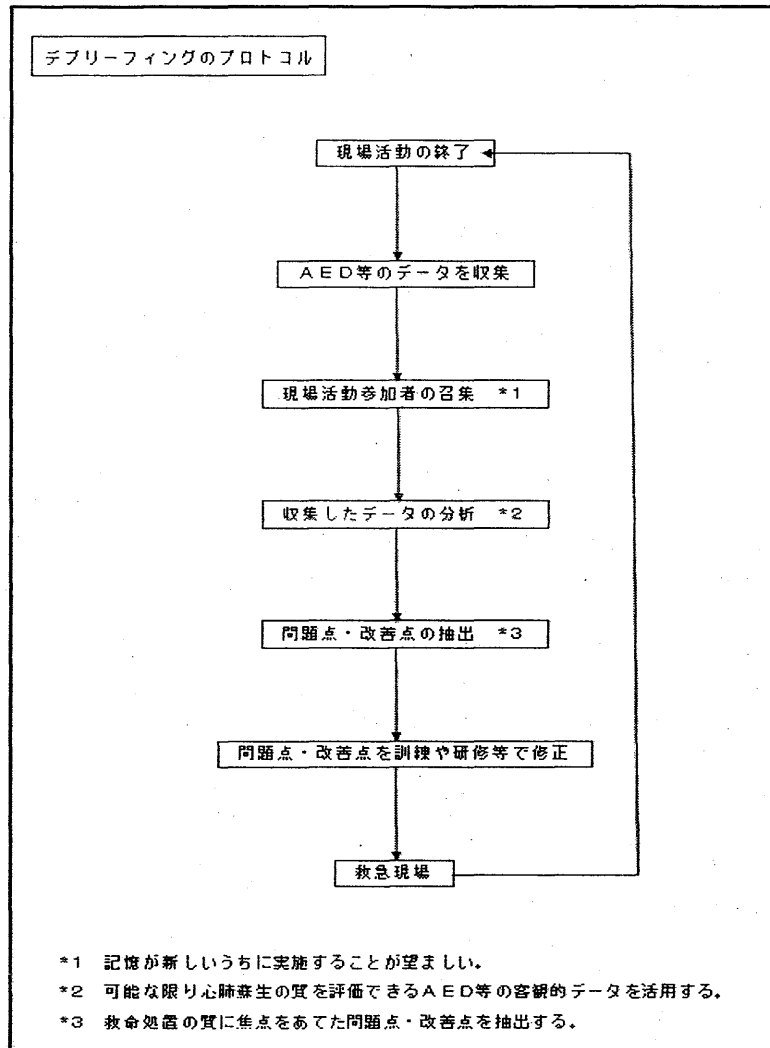 デブリーフィングのプロトコル
現場活動の終了
ＡＥＤ等のデータを収集
現場活動参加者の召集　*1
収集したデータの分析　*2
問題点・改善点の抽出　*3
問題点・改善点を訓練や研修等で修正
救急現場
*1　記憶が新しいうちに実施することが望ましい。
*2　可能な限り心肺蘇生の質を評価できるＡＥＤ等の客観的データを活用する。
*3　救命処置の質に焦点をあてた問題点・改善点を抽出する。